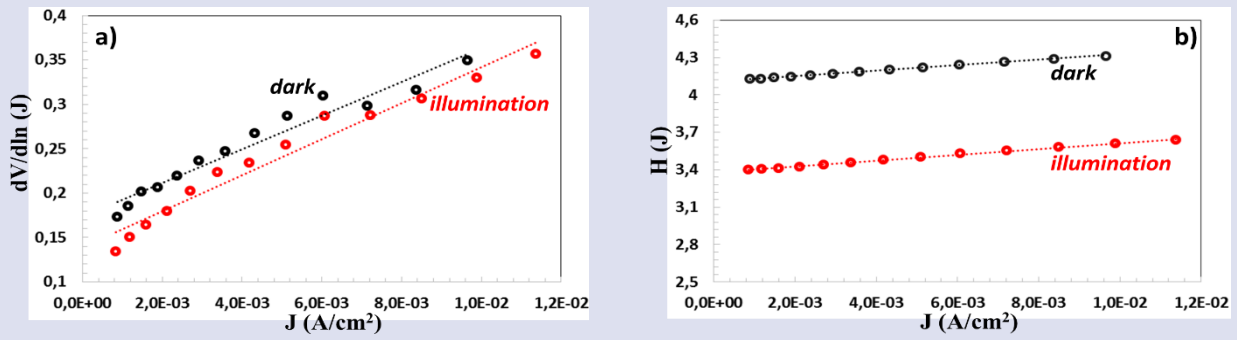 a)
0,4
0,35
0,3
0,25
0,2
0,15
0,1
dV/dln (J)
dark
illumination
0,0E+00 2,0E-03 4,0E-03 6,0E-03 8,0E-03 1,0E-02 1,2E-02
J (A/cm²)
b)
4,6
4,3
4
3,7
3,4
3,1
2,8
2,5
H (J)
dark
illumination
0,0E+00 2,0E-03 4,0E-03 6,0E-03 8,0E-03 1,0E-02 1,2E-02
J (A/cm²)